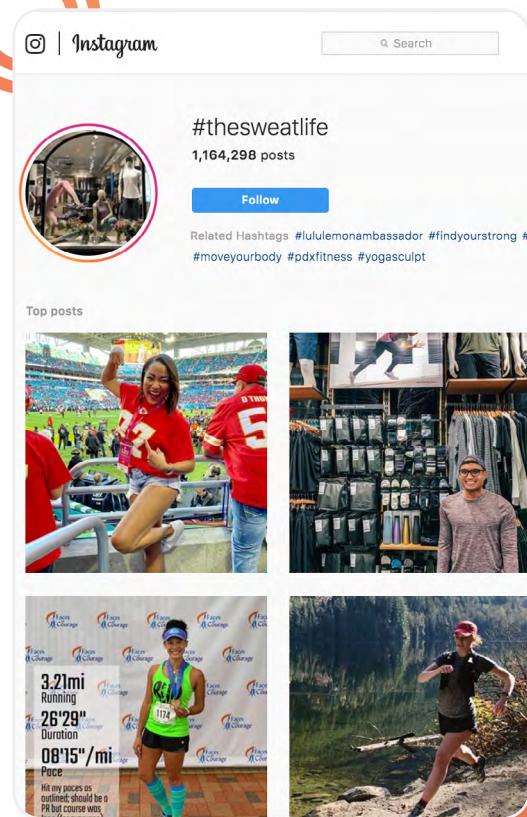 Instagram
Search
#thesweatlife
1,164,298 posts
Follow
Related Hashtags #lululemonambassador #findyourstrong #
#moveyourbody #pdxfitness #yogasculpt
Top posts
Faces
Courage
3.21mi
Running
26'29"
Duration
08'15"/mi
Pace
Hit my paces as
outlined; should be a
PR but course was
1174